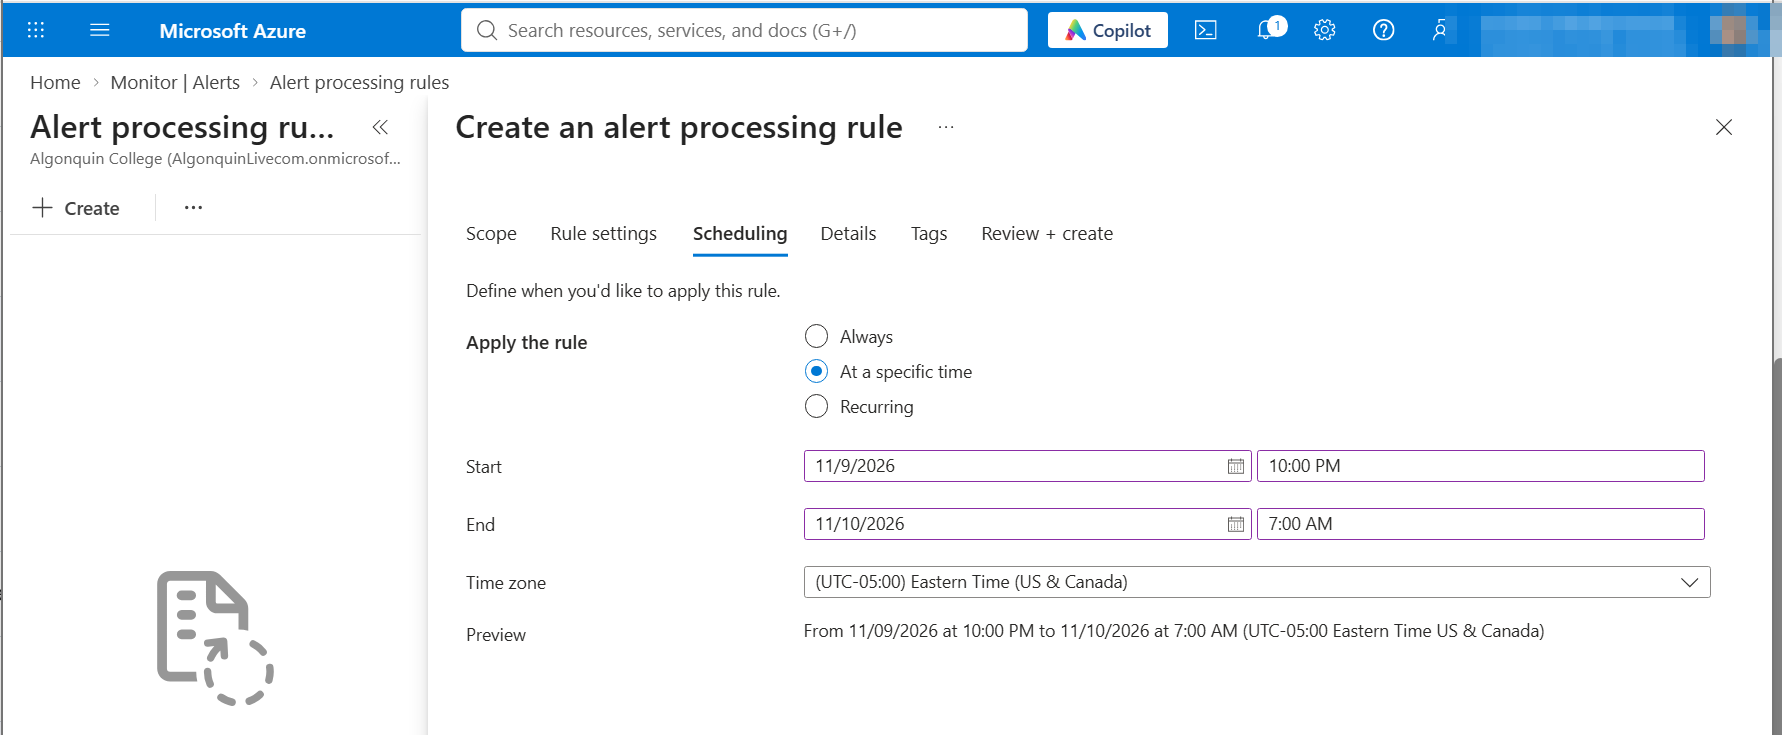 Microsoft Azure
Search resources, services, and docs (G+/)
Copilot
1
Home > Monitor | Alerts > Alert processing rules
Alert processing ru...
Algonquin College (AlgonquinLivecom.onmicrosof...
Create
Create an alert processing rule
Scope Rule settings Scheduling Details Tags Review + create
Define when you'd like to apply this rule.
Apply the rule
Always
At a specific time
Recurring
Start 11/9/2026 10:00 PM
End 11/10/2026 7:00 AM
Time zone (UTC-05:00) Eastern Time (US & Canada)
Preview From 11/09/2026 at 10:00 PM to 11/10/2026 at 7:00 AM (UTC-05:00 Eastern Time US & Canada)